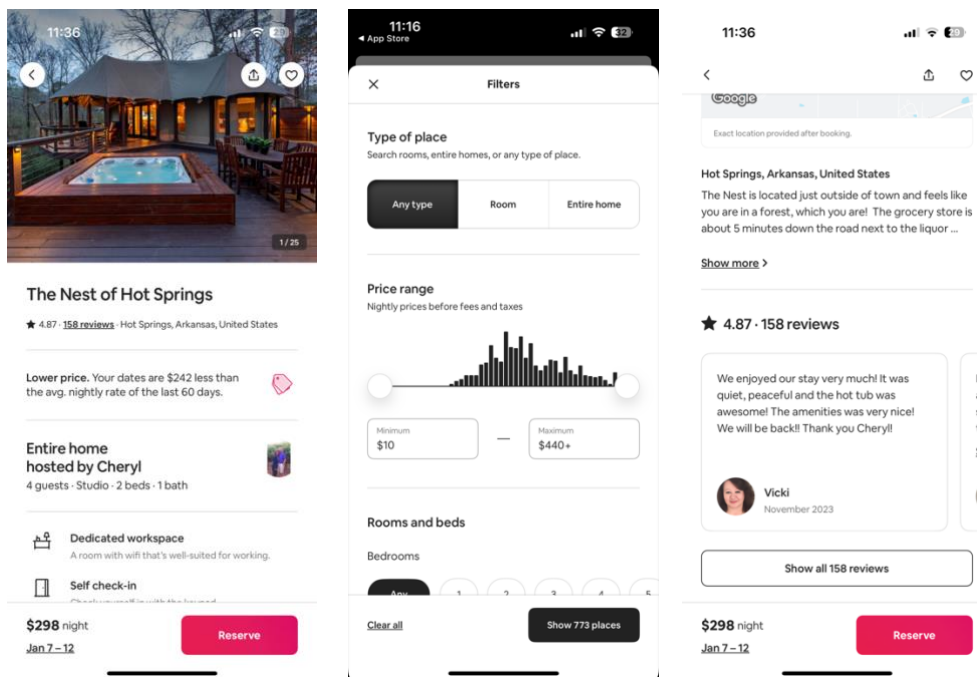 11:36
29
1 / 25
The Nest of Hot Springs
★ 4.87 · 158 reviews · Hot Springs, Arkansas, United States
Lower price. Your dates are $242 less than
the avg. nightly rate of the last 60 days.
Entire home
hosted by Cheryl
4 guests · Studio · 2 beds · 1 bath
Dedicated workspace
A room with wifi that's well-suited for working.
Self check-in
Check yourself in with the keypad.
$298 night
Jan 7 – 12
Reserve
11:16
◀ App Store
32
Filters
Type of place
Search rooms, entire homes, or any type of place.
Any type
Room
Entire home
Price range
Nightly prices before fees and taxes
Minimum
$10
—
Maximum
$440+
Rooms and beds
Bedrooms
Any 1 2 3 4 5
Clear all
Show 773 places
11:36
29
Google
Exact location provided after booking.
Hot Springs, Arkansas, United States
The Nest is located just outside of town and feels like
you are in a forest, which you are! The grocery store is
about 5 minutes down the road next to the liquor ...
Show more >
★ 4.87 · 158 reviews
We enjoyed our stay very much! It was
quiet, peaceful and the hot tub was
awesome! The amenities was very nice!
We will be back!! Thank you Cheryl!
Vicki
November 2023
Show all 158 reviews
$298 night
Jan 7 – 12
Reserve